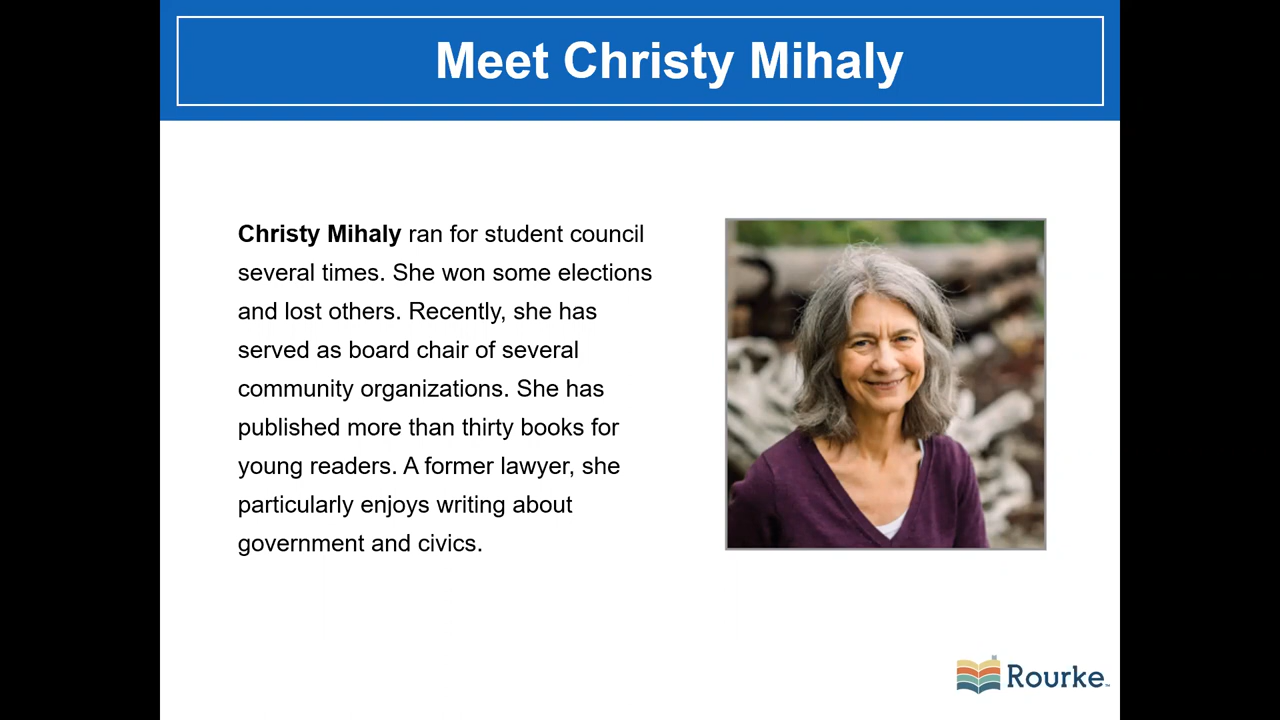 Meet Christy Mihaly
Christy Mihaly ran for student council
several times. She won some elections
and lost others. Recently, she has
served as board chair of several
community organizations. She has
published more than thirty books for
young readers. A former lawyer, she
particularly enjoys writing about
government and civics.
Rourke